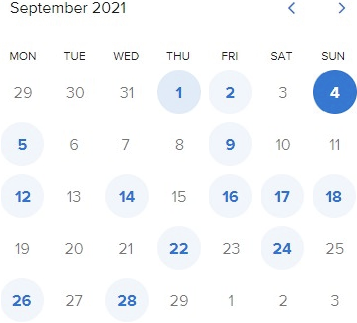 September 2021
MON TUE WED THU FRI SAT SUN
29 30 31 1 2 3 4
5 6 7 8 9 10 11
12 13 14 15 16 17 18
19 20 21 22 23 24 25
26 27 28 29 1 2 3